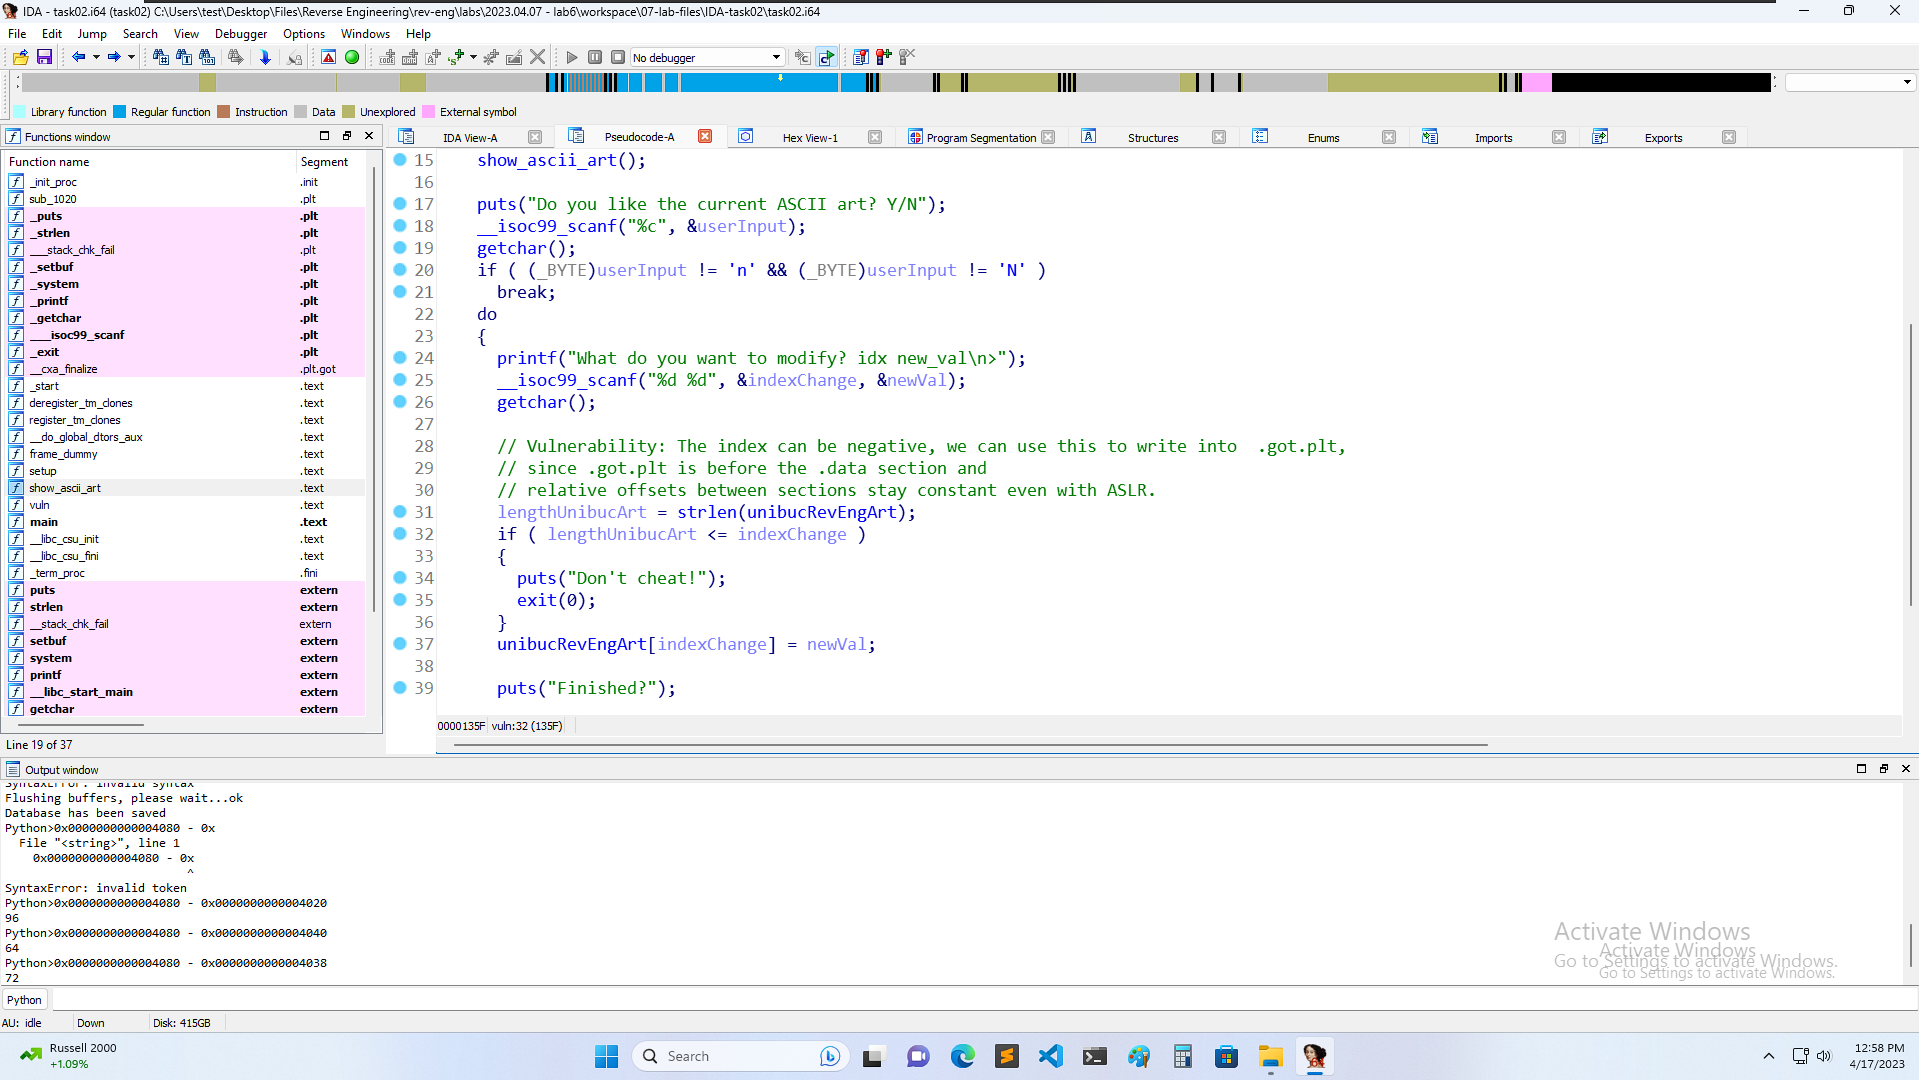 IDA - task02.i64 (task02) C:\Users\test\Desktop\Files\Reverse Engineering\rev-eng\labs\2023.04.07 - lab6\workspace\07-lab-files\IDA-task02\task02.i64
File Edit Jump Search View Debugger Options Windows Help
No debugger
Library function Regular function Instruction Data Unexplored External symbol
Functions window
IDA View-A Pseudocode-A Hex View-1 Program Segmentation Structures Enums Imports Exports
Function name Segment
_init_proc .init
sub_1020 .plt
_puts .plt
_strlen .plt
___stack_chk_fail .plt
_setbuf .plt
_system .plt
_printf .plt
_getchar .plt
___isoc99_scanf .plt
_exit .plt
__cxa_finalize .plt.got
_start .text
deregister_tm_clones .text
register_tm_clones .text
__do_global_dtors_aux .text
frame_dummy .text
setup .text
show_ascii_art .text
vuln .text
main .text
__libc_csu_init .text
__libc_csu_fini .text
_term_proc .fini
puts extern
strlen extern
__stack_chk_fail extern
setbuf extern
system extern
printf extern
__libc_start_main extern
getchar extern
Line 19 of 37
15 show_ascii_art();
16
17 puts("Do you like the current ASCII art? Y/N");
18 __isoc99_scanf("%c", &userInput);
19 getchar();
20 if ( (_BYTE)userInput != 'n' && (_BYTE)userInput != 'N' )
21 break;
22 do
23 {
24 printf("What do you want to modify? idx new_val\n>");
25 __isoc99_scanf("%d %d", &indexChange, &newVal);
26 getchar();
27
28 // Vulnerability: The index can be negative, we can use this to write into  .got.plt,
29 // since .got.plt is before the .data section and
30 // relative offsets between sections stay constant even with ASLR.
31 lengthUnibucArt = strlen(unibucRevEngArt);
32 if ( lengthUnibucArt <= indexChange )
33 {
34 puts("Don't cheat!");
35 exit(0);
36 }
37 unibucRevEngArt[indexChange] = newVal;
38
39 puts("Finished?");
0000135F vuln:32 (135F)
Output window
SyntaxError: invalid syntax
Flushing buffers, please wait...ok
Database has been saved
Python>0x0000000000004080 - 0x
File "<string>", line 1
0x0000000000004080 - 0x
^
SyntaxError: invalid token
Python>0x0000000000004080 - 0x0000000000004020
96
Python>0x0000000000004080 - 0x0000000000004040
64
Python>0x0000000000004080 - 0x0000000000004038
72
Activate Windows
Go to Settings to activate Windows.
Activate Windows
Go to Settings to activate Windows.
Python
AU: idle Down Disk: 415GB
Russell 2000
+1.09%
Search
12:58 PM
4/17/2023